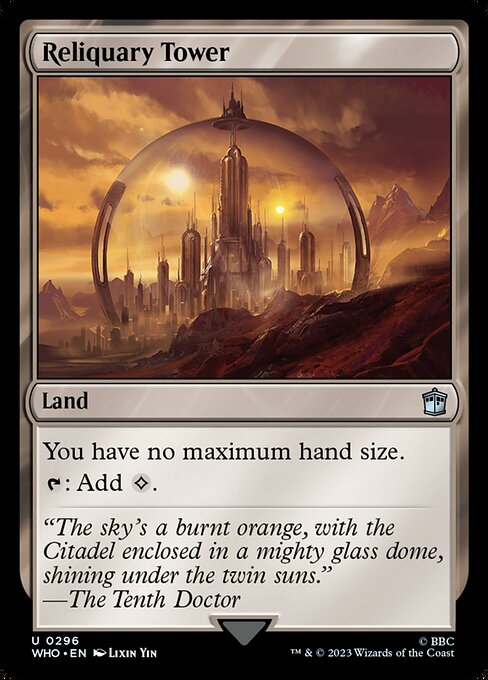 Reliquary Tower
Land
You have no maximum hand size.
: Add .
“The sky’s a burnt orange, with the
Citadel enclosed in a mighty glass dome,
shining under the twin suns.”
—The Tenth Doctor
U 0296
WHO • EN Lixin Yin
© BBC
™ & © 2023 Wizards of the Coast